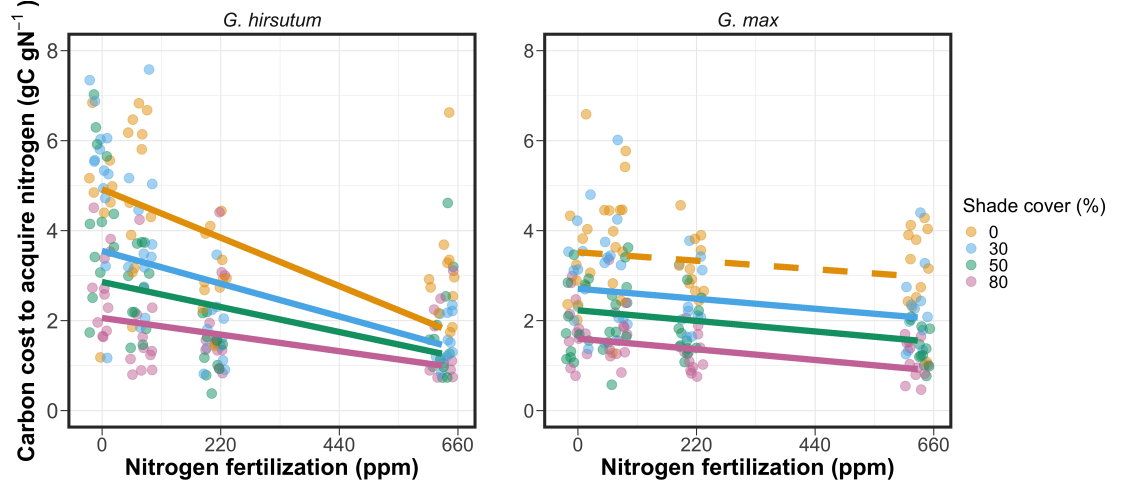 G. hirsutum
G. max
Carbon cost to acquire nitrogen (gC gN⁻¹)
8
6
4
2
0
0 220 440 660
Nitrogen fertilization (ppm)
8
6
4
2
0
0 220 440 660
Nitrogen fertilization (ppm)
Shade cover (%)
0
30
50
80